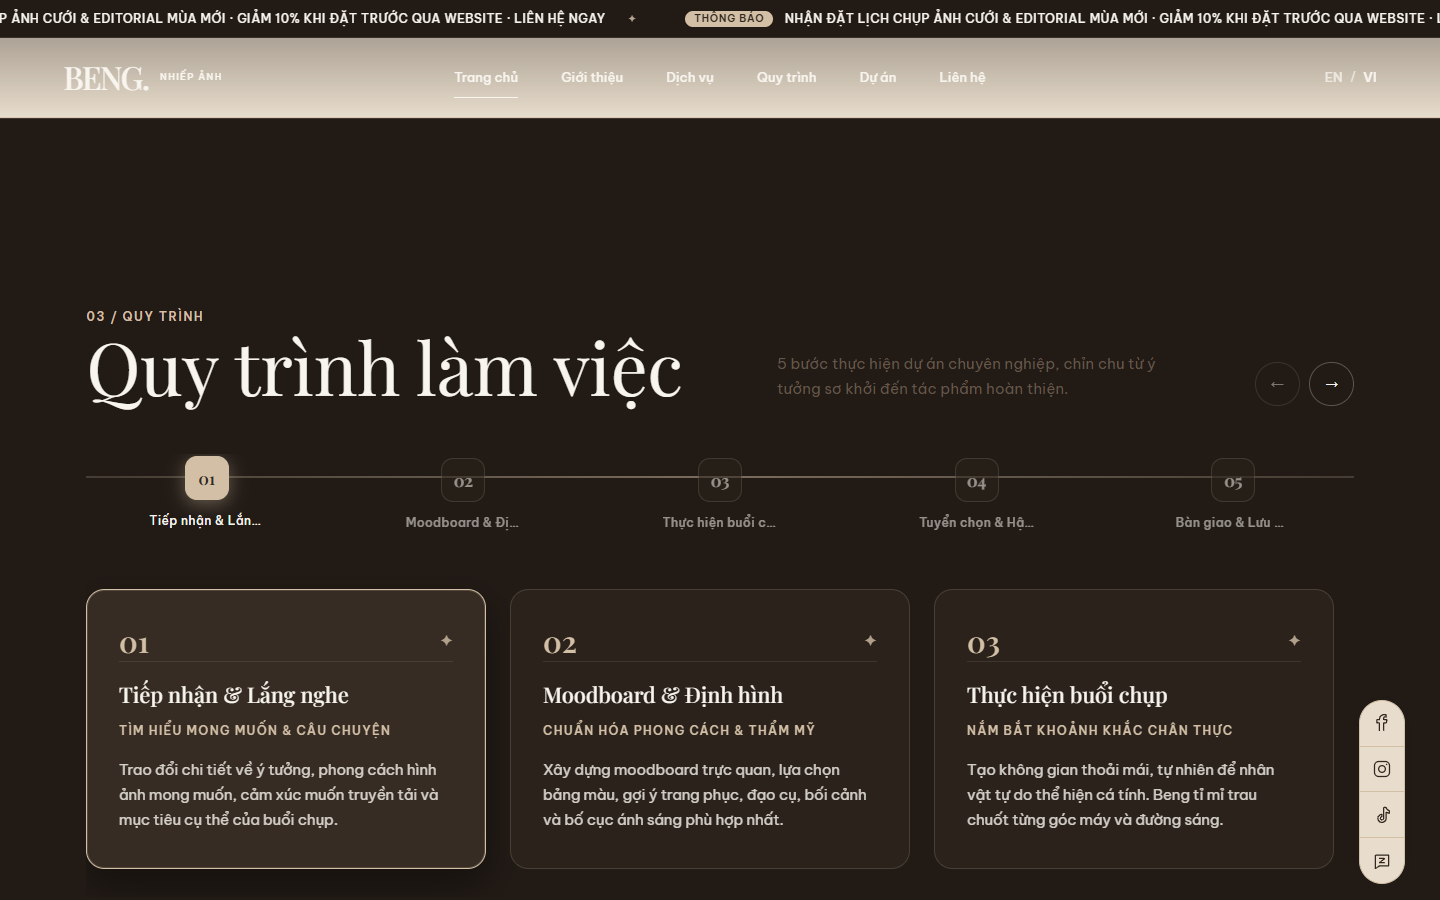 P ẢNH CƯỚI & EDITORIAL MÙA MỚI · GIẢM 10% KHI ĐẶT TRƯỚC QUA WEBSITE · LIÊN HỆ NGAY ✦ THÔNG BÁO NHẬN ĐẶT LỊCH CHỤP ẢNH CƯỚI & EDITORIAL MÙA MỚI · GIẢM 10% KHI ĐẶT TRƯỚC QUA WEBSITE ·
BENG. NHIẾP ẢNH
Trang chủ Giới thiệu Dịch vụ Quy trình Dự án Liên hệ
EN / VI
03 / QUY TRÌNH
Quy trình làm việc
5 bước thực hiện dự án chuyên nghiệp, chỉn chu từ ý
tưởng sơ khởi đến tác phẩm hoàn thiện.
← →
01 02 03 04 05
Tiếp nhận & Lắn... Moodboard & Đị... Thực hiện buổi c... Tuyển chọn & Hậ... Bàn giao & Lưu ...
01 ✦
Tiếp nhận & Lắng nghe
TÌM HIỂU MONG MUỐN & CÂU CHUYỆN
Trao đổi chi tiết về ý tưởng, phong cách hình
ảnh mong muốn, cảm xúc muốn truyền tải và
mục tiêu cụ thể của buổi chụp.
02 ✦
Moodboard & Định hình
CHUẨN HÓA PHONG CÁCH & THẨM MỸ
Xây dựng moodboard trực quan, lựa chọn
bảng màu, gợi ý trang phục, đạo cụ, bối cảnh
và bố cục ánh sáng phù hợp nhất.
03 ✦
Thực hiện buổi chụp
NẮM BẮT KHOẢNH KHẮC CHÂN THỰC
Tạo không gian thoải mái, tự nhiên để nhân
vật tự do thể hiện cá tính. Beng tỉ mỉ trau
chuốt từng góc máy và đường sáng.